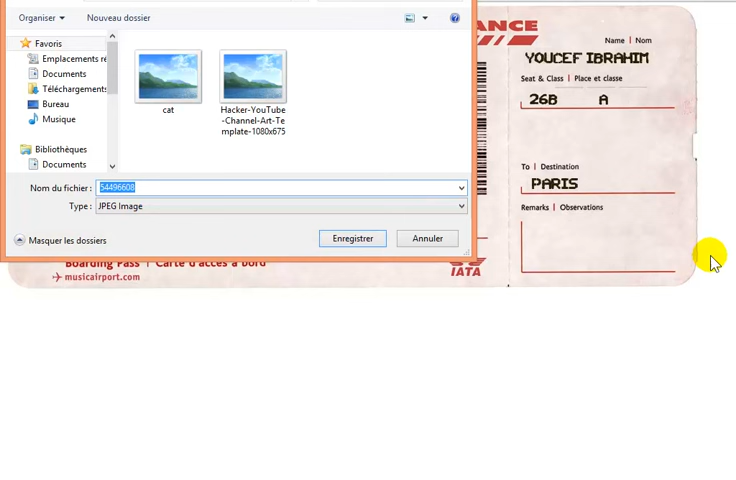 Organiser
Nouveau dossier
Favoris
Emplacements ré
Documents
Téléchargements
Bureau
Musique
Bibliothèques
Documents
cat
Hacker-YouTube
-Channel-Art-Te
mplate-1080x675
Nom du fichier :
54496608
Type :
JPEG Image
Masquer les dossiers
Enregistrer
Annuler
ANCE
Name | Nom
YOUCEF IBRAHIM
Seat & Class | Place et classe
26B A
To | Destination
PARIS
Remarks | Observations
Boarding Pass | Carte d'accès à bord
musicairport.com
IATA